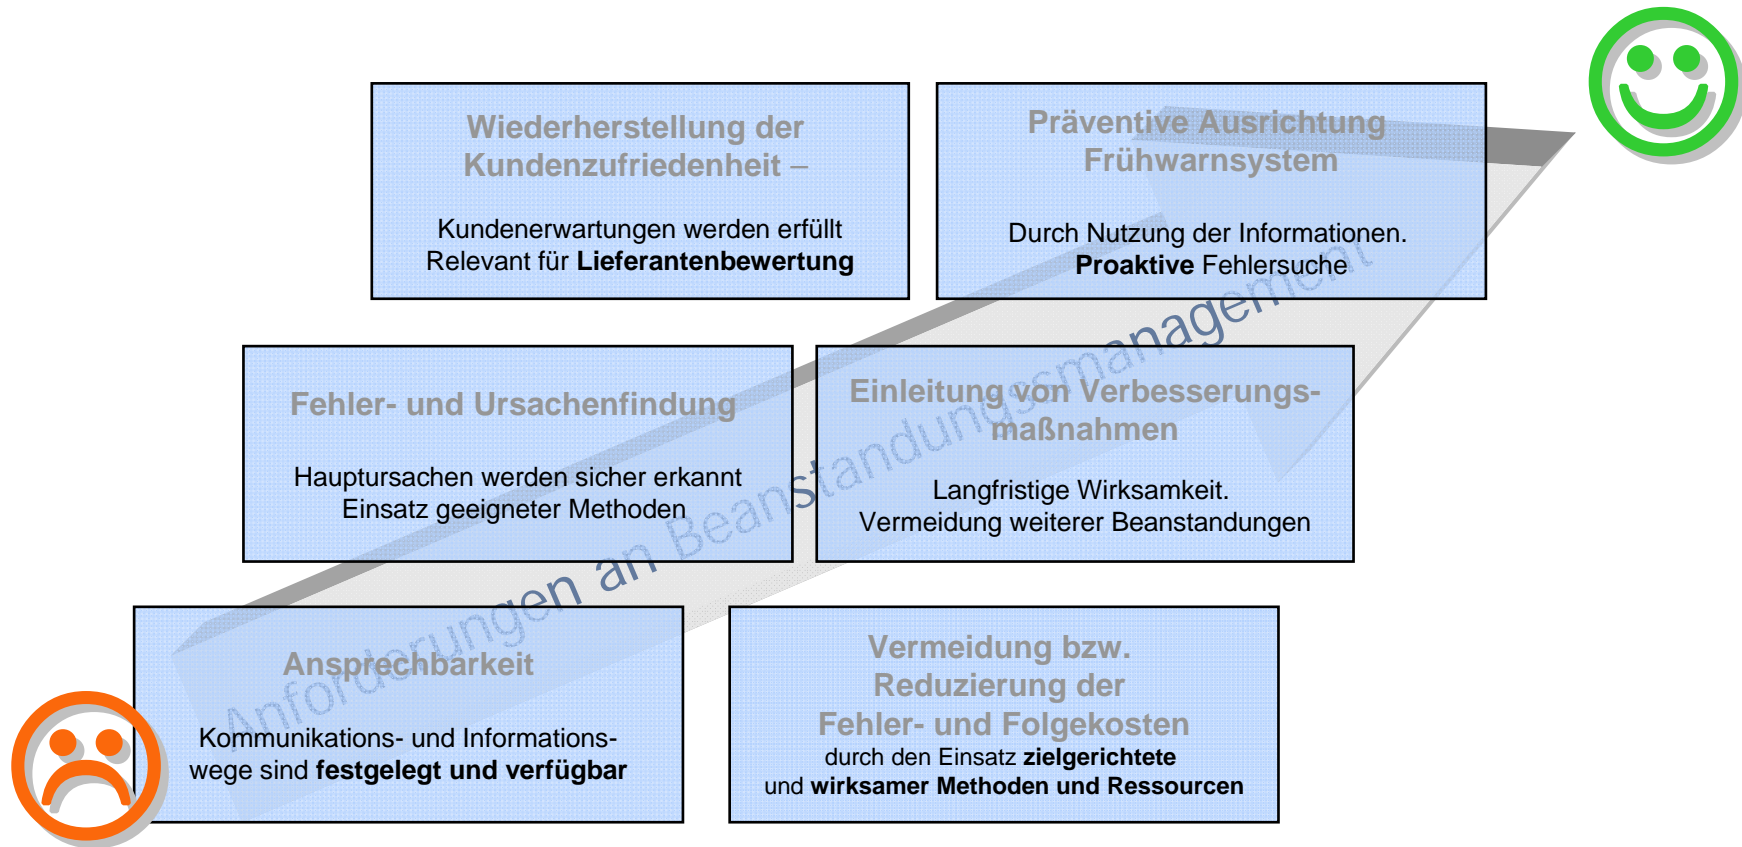 Wiederherstellung der
Kundenzufriedenheit –
Kundenerwartungen werden erfüllt
Relevant für Lieferantenbewertung
Präventive Ausrichtung
Frühwarnsystem
Durch Nutzung der Informationen.
Proaktive Fehlersuche
Fehler- und Ursachenfindung
Hauptursachen werden sicher erkannt
Einsatz geeigneter Methoden
Einleitung von Verbesserungs-
maßnahmen
Langfristige Wirksamkeit.
Vermeidung weiterer Beanstandungen
Ansprechbarkeit
Kommunikations- und Informations-
wege sind festgelegt und verfügbar
Vermeidung bzw.
Reduzierung der
Fehler- und Folgekosten
durch den Einsatz zielgerichtete
und wirksamer Methoden und Ressourcen
Anforderungen an Beanstandungssmanagement